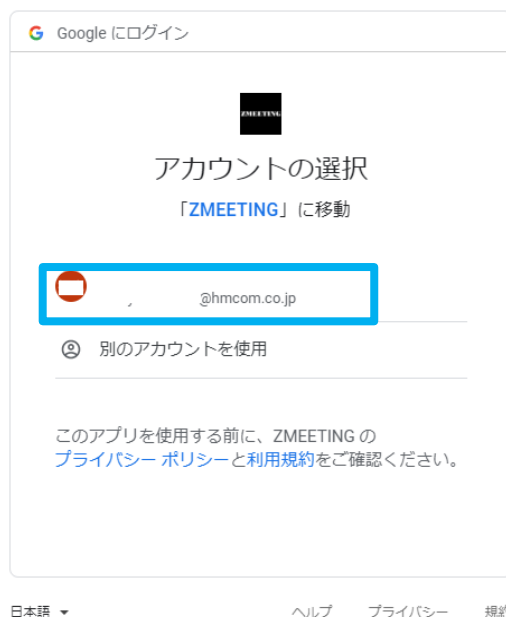 Google にログイン
ZMEETING
アカウントの選択
「ZMEETING」に移動
@hmcom.co.jp
別のアカウントを使用
このアプリを使用する前に、ZMEETING の
プライバシー ポリシーと利用規約をご確認ください。
日本語 ヘルプ プライバシー 規約